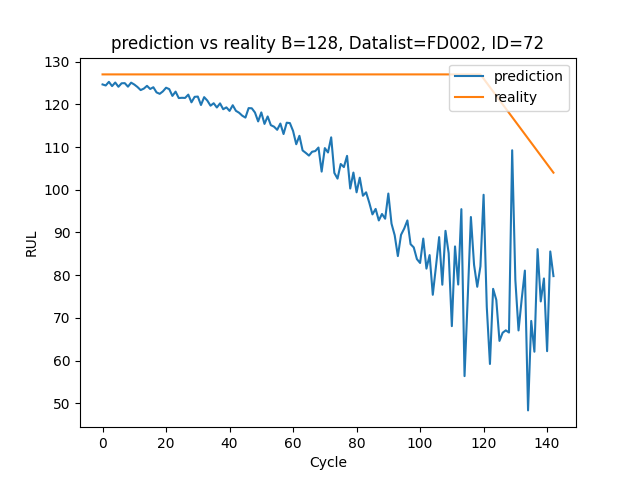 prediction vs reality B=128, Datalist=FD002, ID=72
prediction
reality
RUL
130
120
110
100
90
80
70
60
50
0 20 40 60 80 100 120 140
Cycle